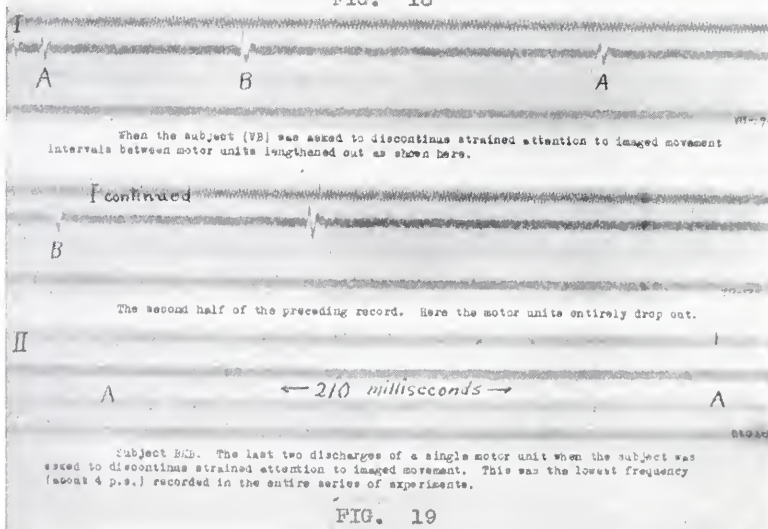 FIG. 18
I
A B A
When the subject (VB) was asked to discontinue strained attention to imaged movement
intervals between motor units lengthened out as shown here.
I continued
B
The second half of the preceding record. Here the motor units entirely drop out.
II
A ← 210 milliseconds → A
Subject The last two discharges of a single motor unit when the subject was
asked to discontinue strained attention to imaged movement. This was the lowest frequency
(about 4 p.s.) recorded in the entire series of experiments.
FIG. 19